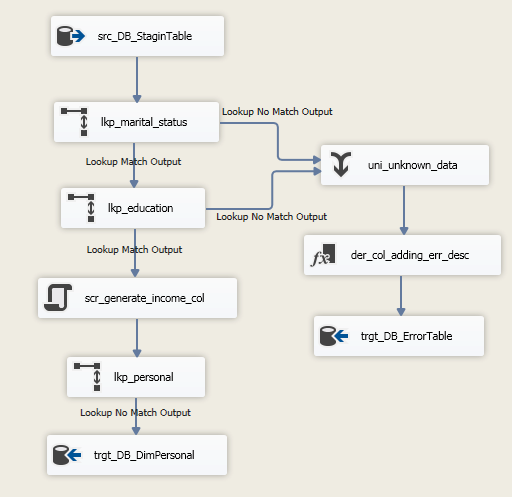 src_DB_StaginTable
Lookup No Match Output
lkp_marital_status
Lookup Match Output
uni_unknown_data
lkp_education
Lookup No Match Output
Lookup Match Output
der_col_adding_err_desc
scr_generate_income_col
trgt_DB_ErrorTable
lkp_personal
Lookup No Match Output
trgt_DB_DimPersonal